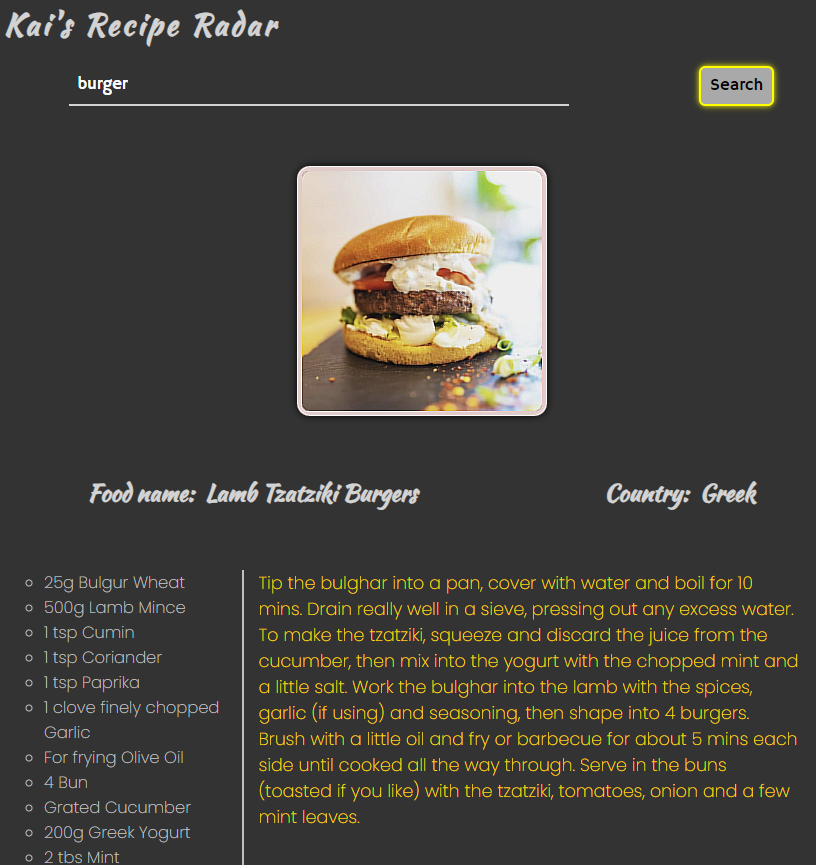 Kai's Recipe Radar
burger
Search
Food name: Lamb Tzatziki Burgers
Country: Greek
25g Bulgur Wheat
500g Lamb Mince
1 tsp Cumin
1 tsp Coriander
1 tsp Paprika
1 clove finely chopped
Garlic
For frying Olive Oil
4 Bun
Grated Cucumber
200g Greek Yogurt
2 tbs Mint
Tip the bulghar into a pan, cover with water and boil for 10
mins. Drain really well in a sieve, pressing out any excess water.
To make the tzatziki, squeeze and discard the juice from the
cucumber, then mix into the yogurt with the chopped mint and
a little salt. Work the bulghar into the lamb with the spices,
garlic (if using) and seasoning, then shape into 4 burgers.
Brush with a little oil and fry or barbecue for about 5 mins each
side until cooked all the way through. Serve in the buns
(toasted if you like) with the tzatziki, tomatoes, onion and a few
mint leaves.